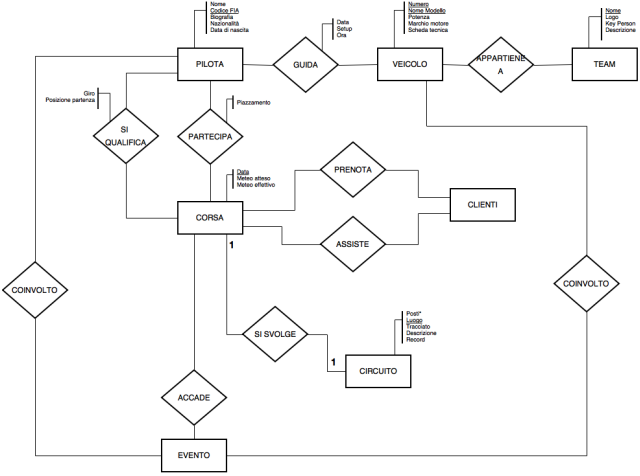 Nome
Codice FIA
Biografia
Nazionalità
Data di nascita
Data
Setup
Ora
Numero
Nome Modello
Potenza
Marchio motore
Scheda tecnica
Nome
Logo
Key Person
Descrizione
PILOTA
GUIDA
VEICOLO
APPARTIENE
A
TEAM
Giro
Posizione partenza
Piazzamento
SI
QUALIFICA
PARTECIPA
Data
Meteo atteso
Meteo effettivo
PRENOTA
CORSA
CLIENTI
1
ASSISTE
COINVOLTO
COINVOLTO
Posti*
Luogo
Tracciato
Descrizione
Record
SI SVOLGE
1
CIRCUITO
ACCADE
EVENTO